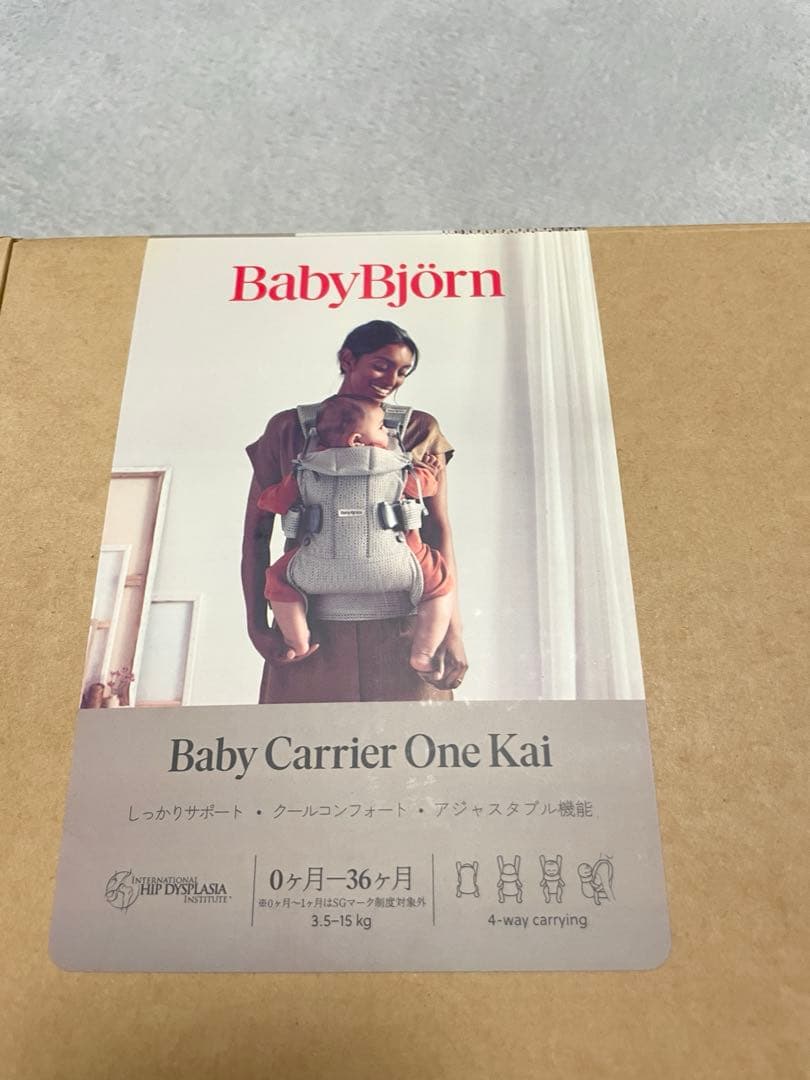 BabyBjörn
Baby Carrier One Kai
しっかりサポート • クールコンフォート • アジャスタブル機能
INTERNATIONAL
HIP DYSPLASIA
INSTITUTE
0ヶ月—36ヶ月
※0ヶ月〜1ヶ月はSGマーク制度対象外
3.5–15 kg
4-way carrying